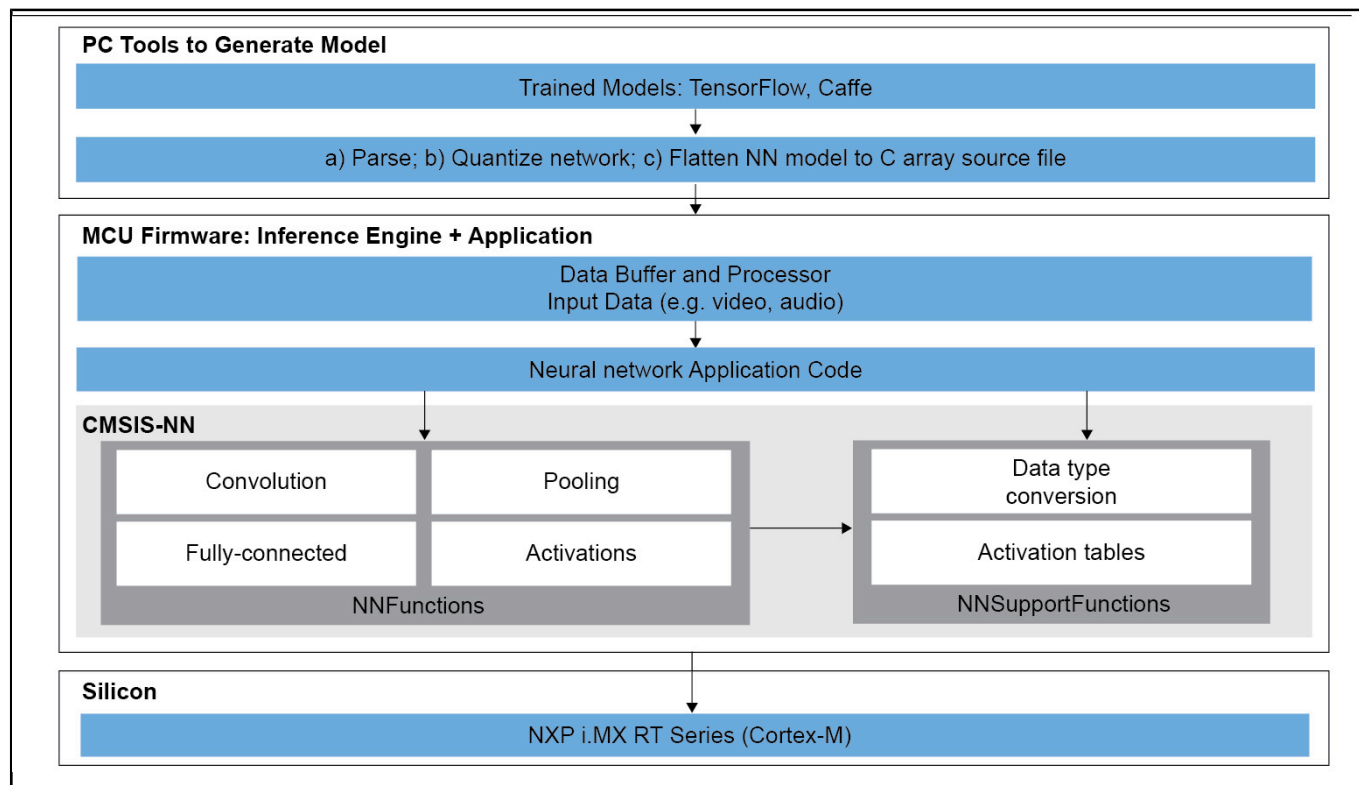 PC Tools to Generate Model
Trained Models: TensorFlow, Caffe
a) Parse; b) Quantize network; c) Flatten NN model to C array source file
MCU Firmware: Inference Engine + Application
Data Buffer and Processor
Input Data (e.g. video, audio)
Neural network Application Code
CMSIS-NN
Convolution
Pooling
Fully-connected
Activations
NNFunctions
Data type
conversion
Activation tables
NNSupportFunctions
Silicon
NXP i.MX RT Series (Cortex-M)